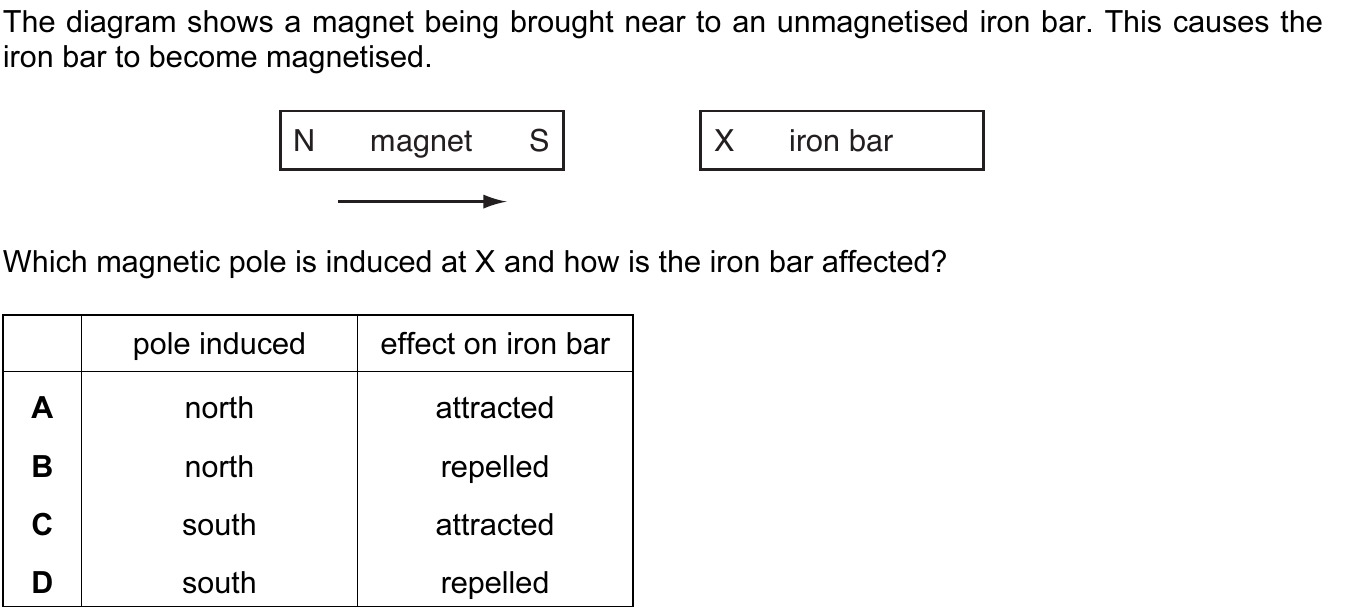 The diagram shows a magnet being brought near to an unmagnetised iron bar. This causes the
iron bar to become magnetised.
N magnet S X iron bar
Which magnetic pole is induced at X and how is the iron bar affected?
pole induced effect on iron bar
A north attracted
B north repelled
C south attracted
D south repelled